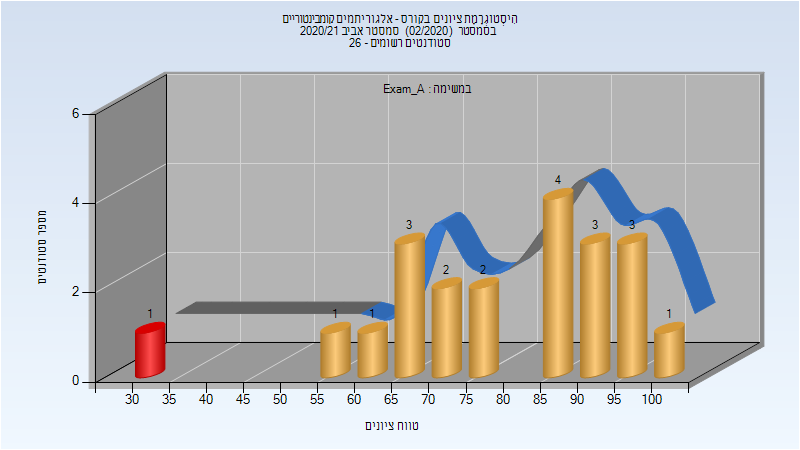 היסטוגרמת ציונים בקורס - אלגוריתמים קומבינטוריים
בסמסטר (02/2020) סמסטר אביב 2020/21
סטודנטים רשומים - 26
במשימה : Exam_A
מספר סטודנטים
6
4
2
0
1
1
1
3
2
2
4
3
3
1
30 35 40 45 50 55 60 65 70 75 80 85 90 95 100
טווח ציונים